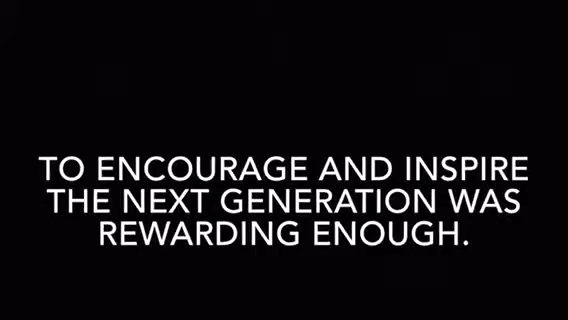 TO ENCOURAGE AND INSPIRE
THE NEXT GENERATION WAS
REWARDING ENOUGH.